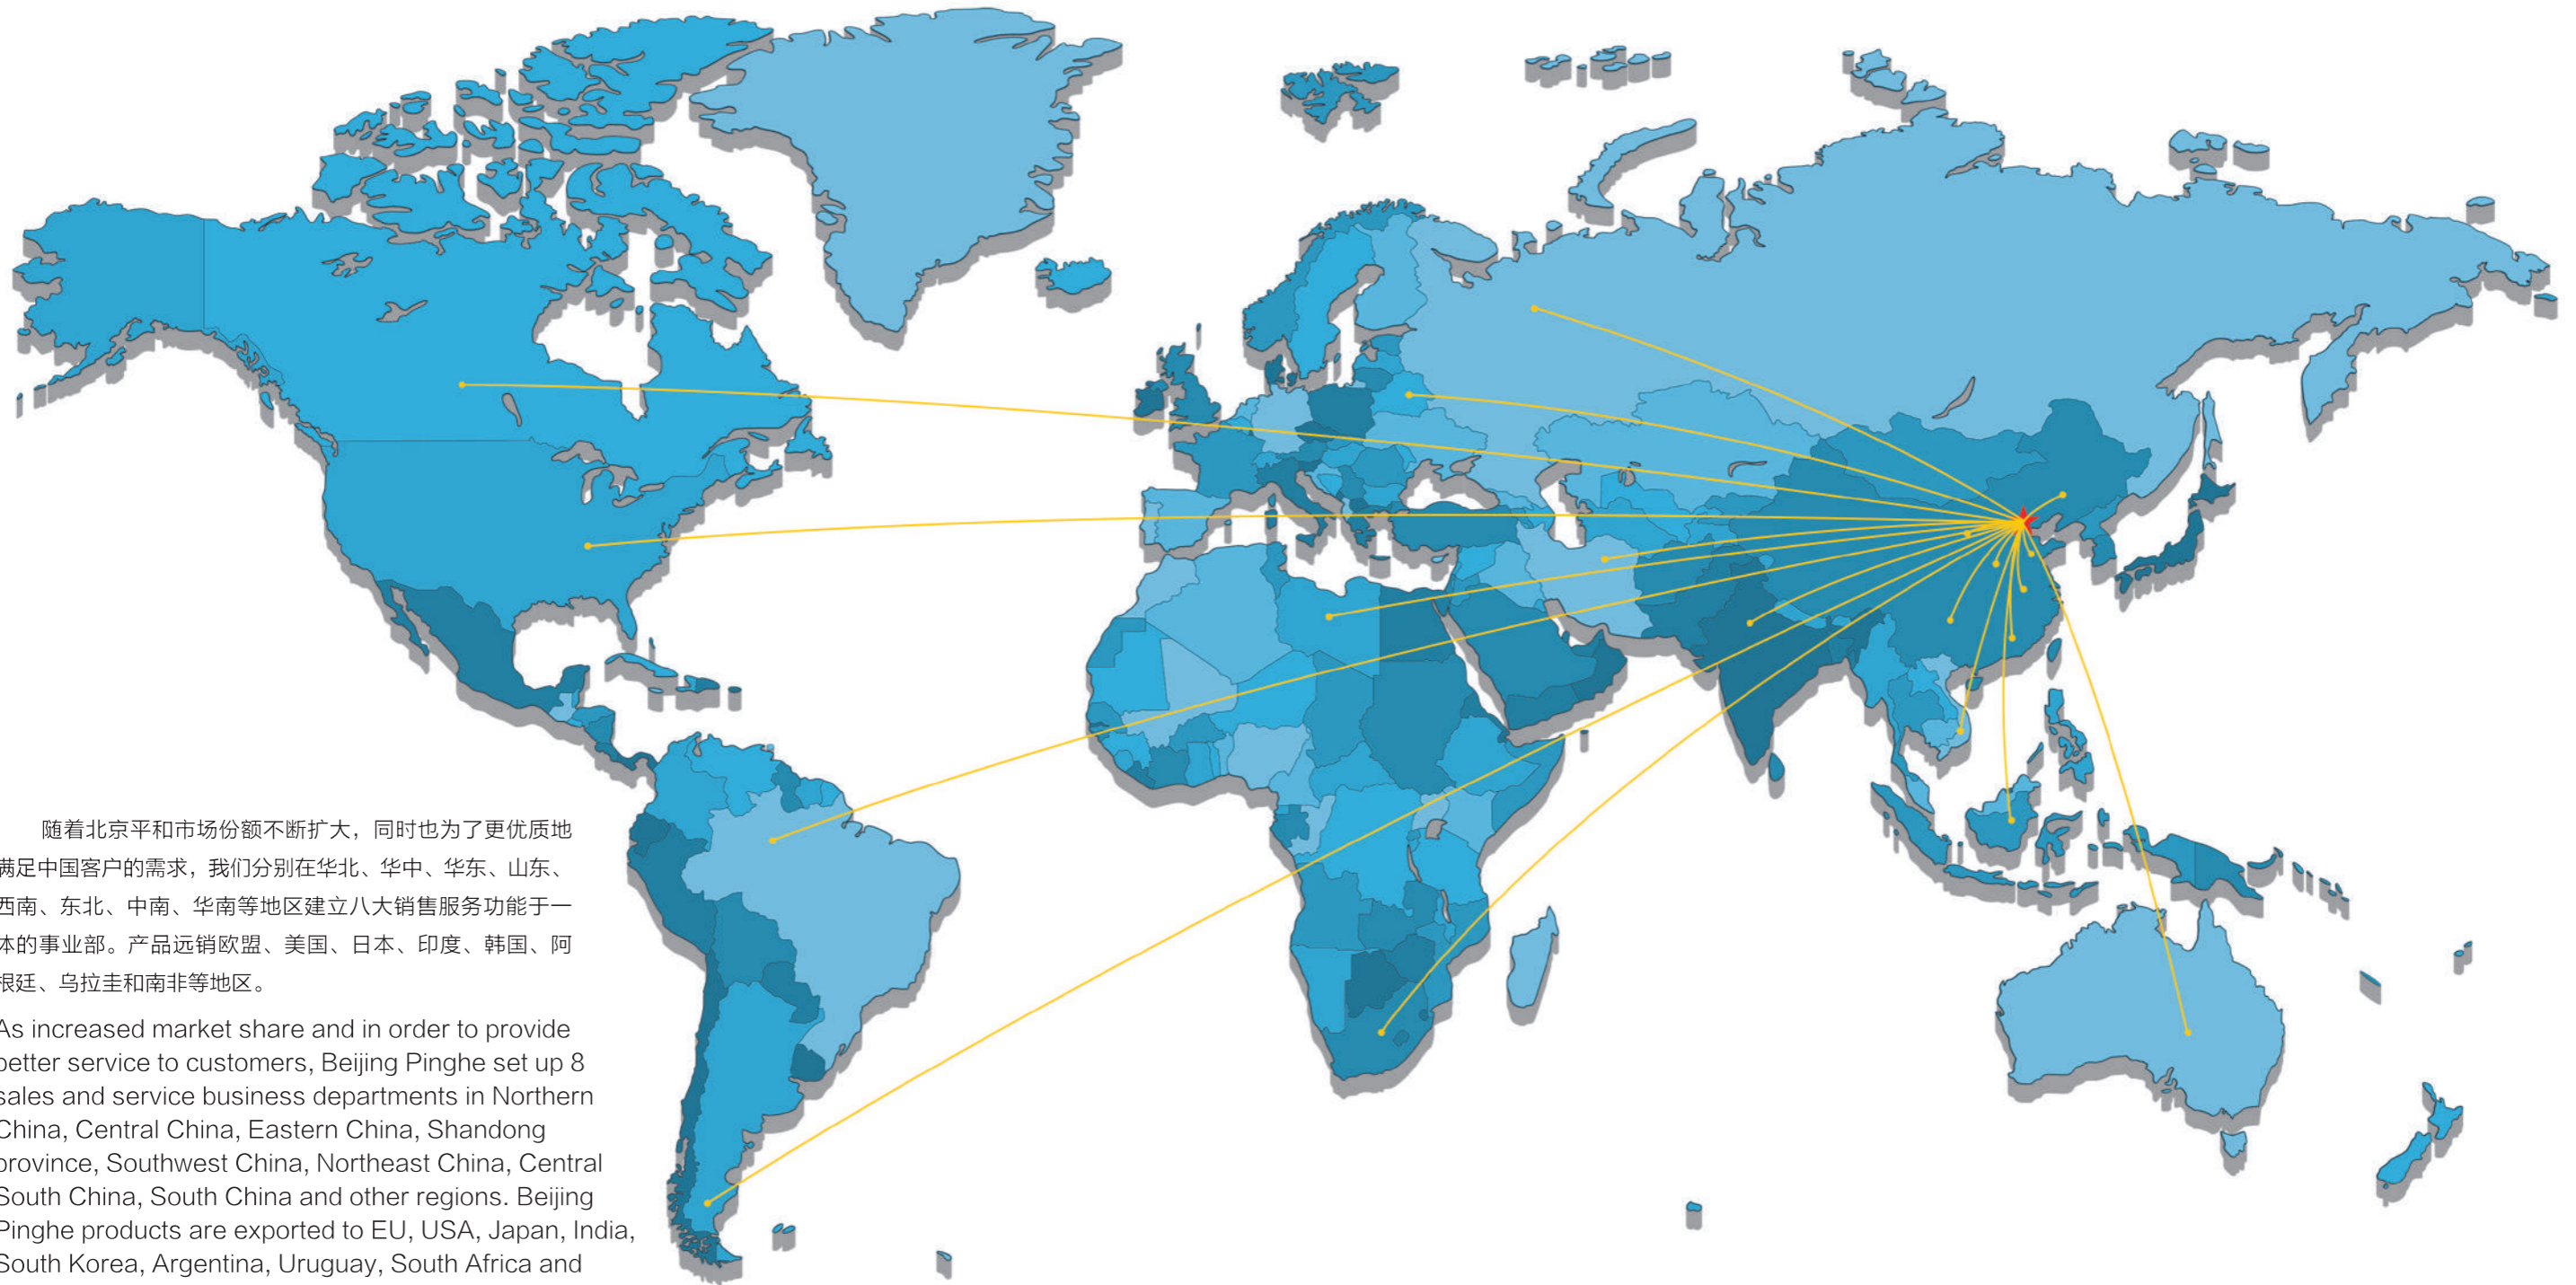 随着北京平和市场份额不断扩大，同时也为了更优质地
满足中国客户的需求，我们分别在华北、华中、华东、山东、
西南、东北、中南、华南等地区建立八大销售服务功能于一
体的事业部。产品远销欧盟、美国、日本、印度、韩国、阿
根廷、乌拉圭和南非等地区。
As increased market share and in order to provide
better service to customers, Beijing Pinghe set up 8
sales and service business departments in Northern
China, Central China, Eastern China, Shandong
province, Southwest China, Northeast China, Central
South China, South China and other regions. Beijing
Pinghe products are exported to EU, USA, Japan, India,
South Korea, Argentina, Uruguay, South Africa and